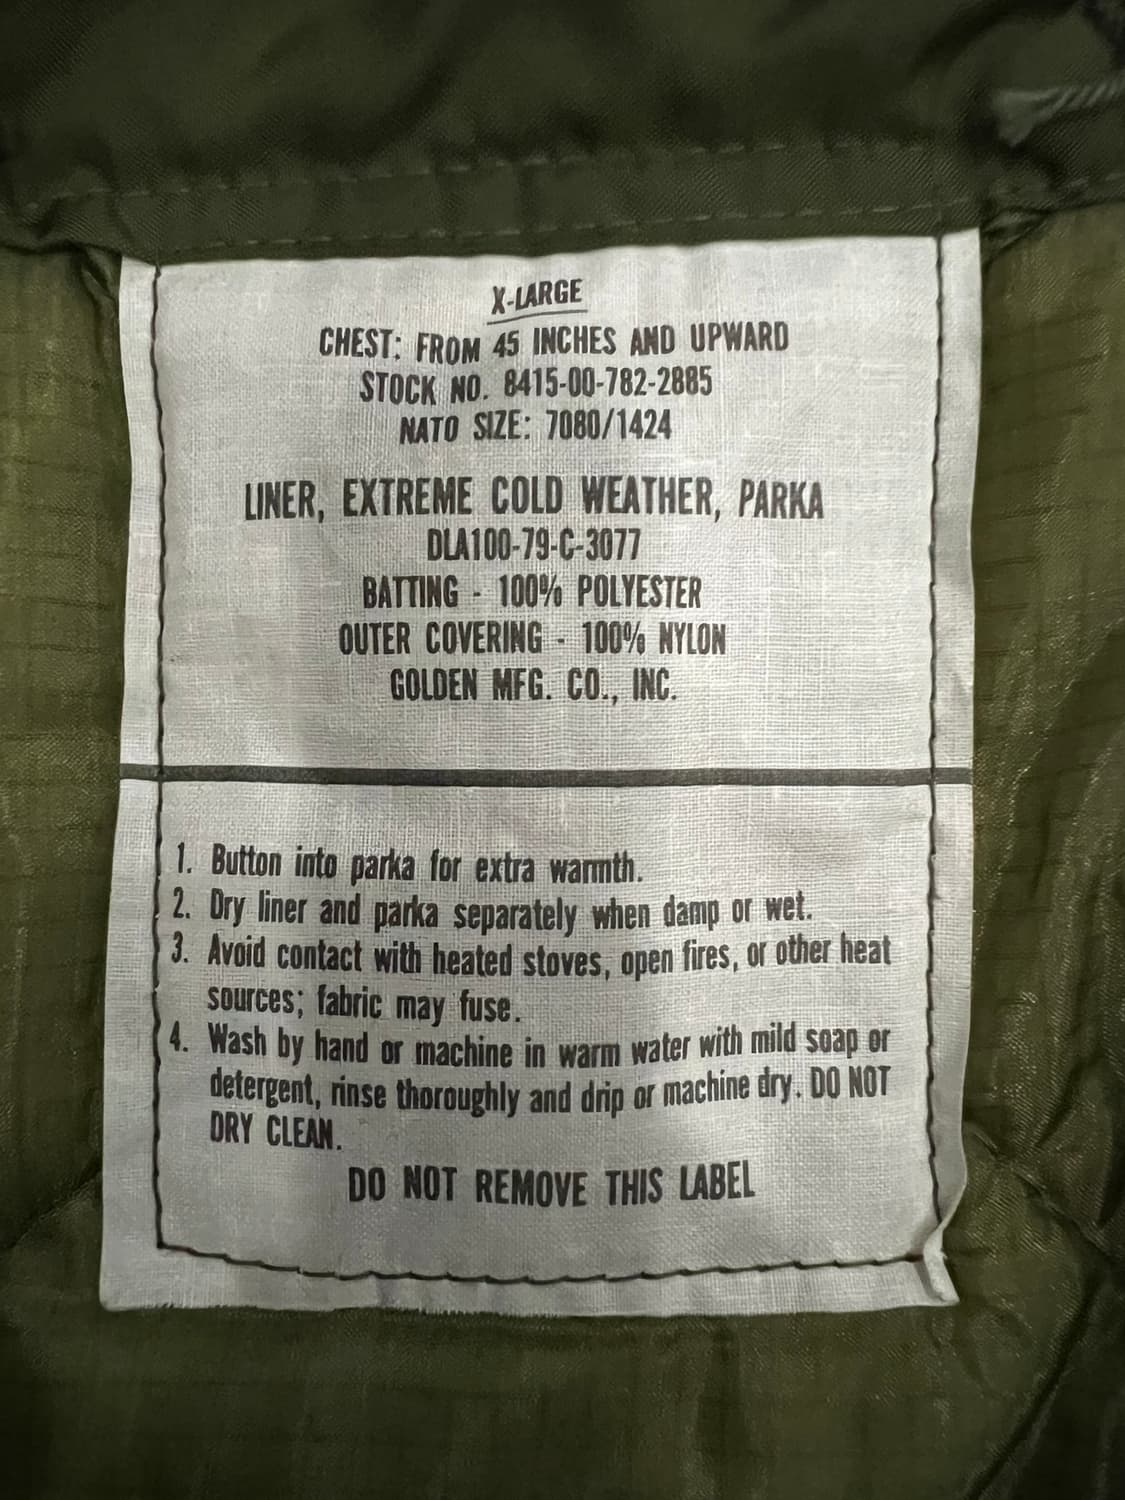 X-LARGE
CHEST: FROM 45 INCHES AND UPWARD
STOCK NO. 8415-00-782-2885
NATO SIZE: 7080/1424
LINER, EXTREME COLD WEATHER, PARKA
DLA100-79-C-3077
BATTING - 100% POLYESTER
OUTER COVERING - 100% NYLON
GOLDEN MFG. CO., INC.
1. Button into parka for extra warmth.
2. Dry liner and parka separately when damp or wet.
3. Avoid contact with heated stoves, open fires, or other heat
sources; fabric may fuse.
4. Wash by hand or machine in warm water with mild soap or
detergent, rinse thoroughly and drip or machine dry. DO NOT
DRY CLEAN.
DO NOT REMOVE THIS LABEL